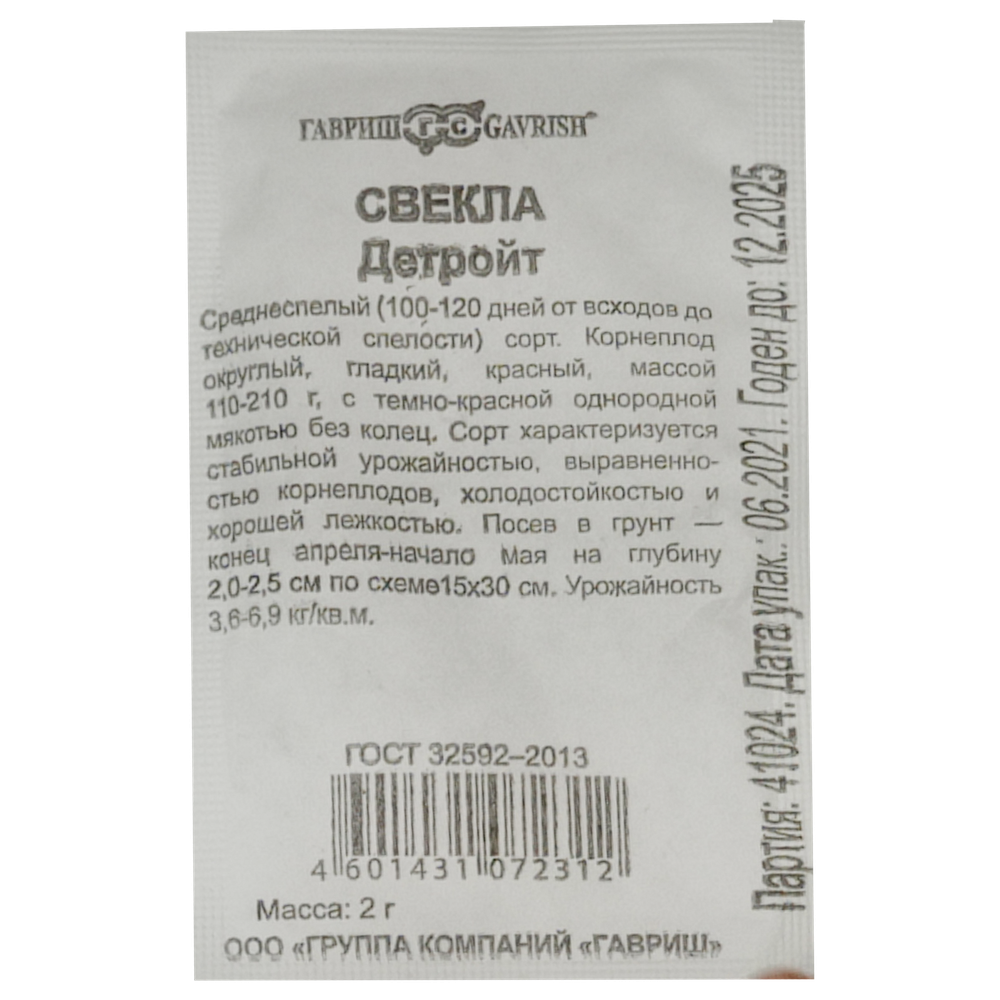 ГАВРИШ ГС GAVRISH
СВЕКЛА
Детройт
Среднеспелый (100-120 дней от всходов до
технической спелости) сорт. Корнеплод
округлый, гладкий, красный, массой
110-210 г, с темно-красной однородной
мякотью без колец. Сорт характеризуется
стабильной урожайностью, выравненно-
стью корнеплодов, холодостойкостью и
хорошей лежкостью. Посев в грунт —
конец апреля-начало мая на глубину
2,0-2,5 см по схеме15х30 см. Урожайность
3,6-6,9 кг/кв.м.
ГОСТ 32592–2013
4 601431 072312
Масса: 2 г
ООО «ГРУППА КОМПАНИЙ «ГАВРИШ»
Партия: 41024. Дата упак.: 06.2021. Годен до: 12.2025